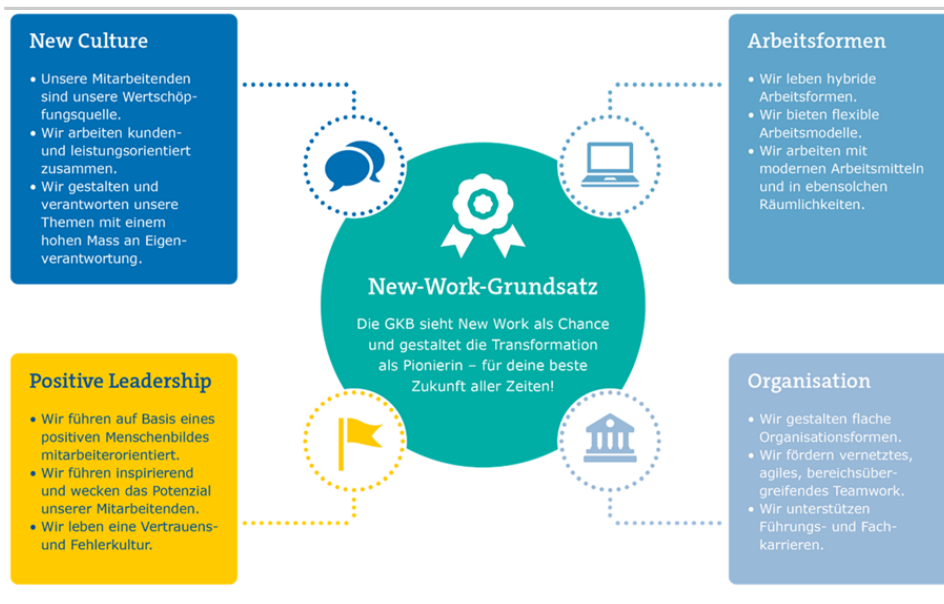 New Culture
• Unsere Mitarbeitenden
sind unsere Wertschöp-
fungsquelle.
• Wir arbeiten kunden-
und leistungsorientiert
zusammen.
• Wir gestalten und
verantworten unsere
Themen mit einem
hohen Mass an Eigen-
verantwortung.
Arbeitsformen
• Wir leben hybride
Arbeitsformen.
• Wir bieten flexible
Arbeitsmodelle.
• Wir arbeiten mit
modernen Arbeitsmitteln
und in ebensolchen
Räumlichkeiten.
New-Work-Grundsatz
Die GKB sieht New Work als Chance
und gestaltet die Transformation
als Pionierin – für deine beste
Zukunft aller Zeiten!
Positive Leadership
• Wir führen auf Basis eines
positiven Menschenbildes
mitarbeiterorientiert.
• Wir führen inspirierend
und wecken das Potenzial
unserer Mitarbeitenden.
• Wir leben eine Vertrauens-
und Fehlerkultur.
Organisation
• Wir gestalten flache
Organisationsformen.
• Wir fördern vernetztes,
agiles, bereichsüber-
greifendes Teamwork.
• Wir unterstützen
Führungs- und Fach-
karrieren.